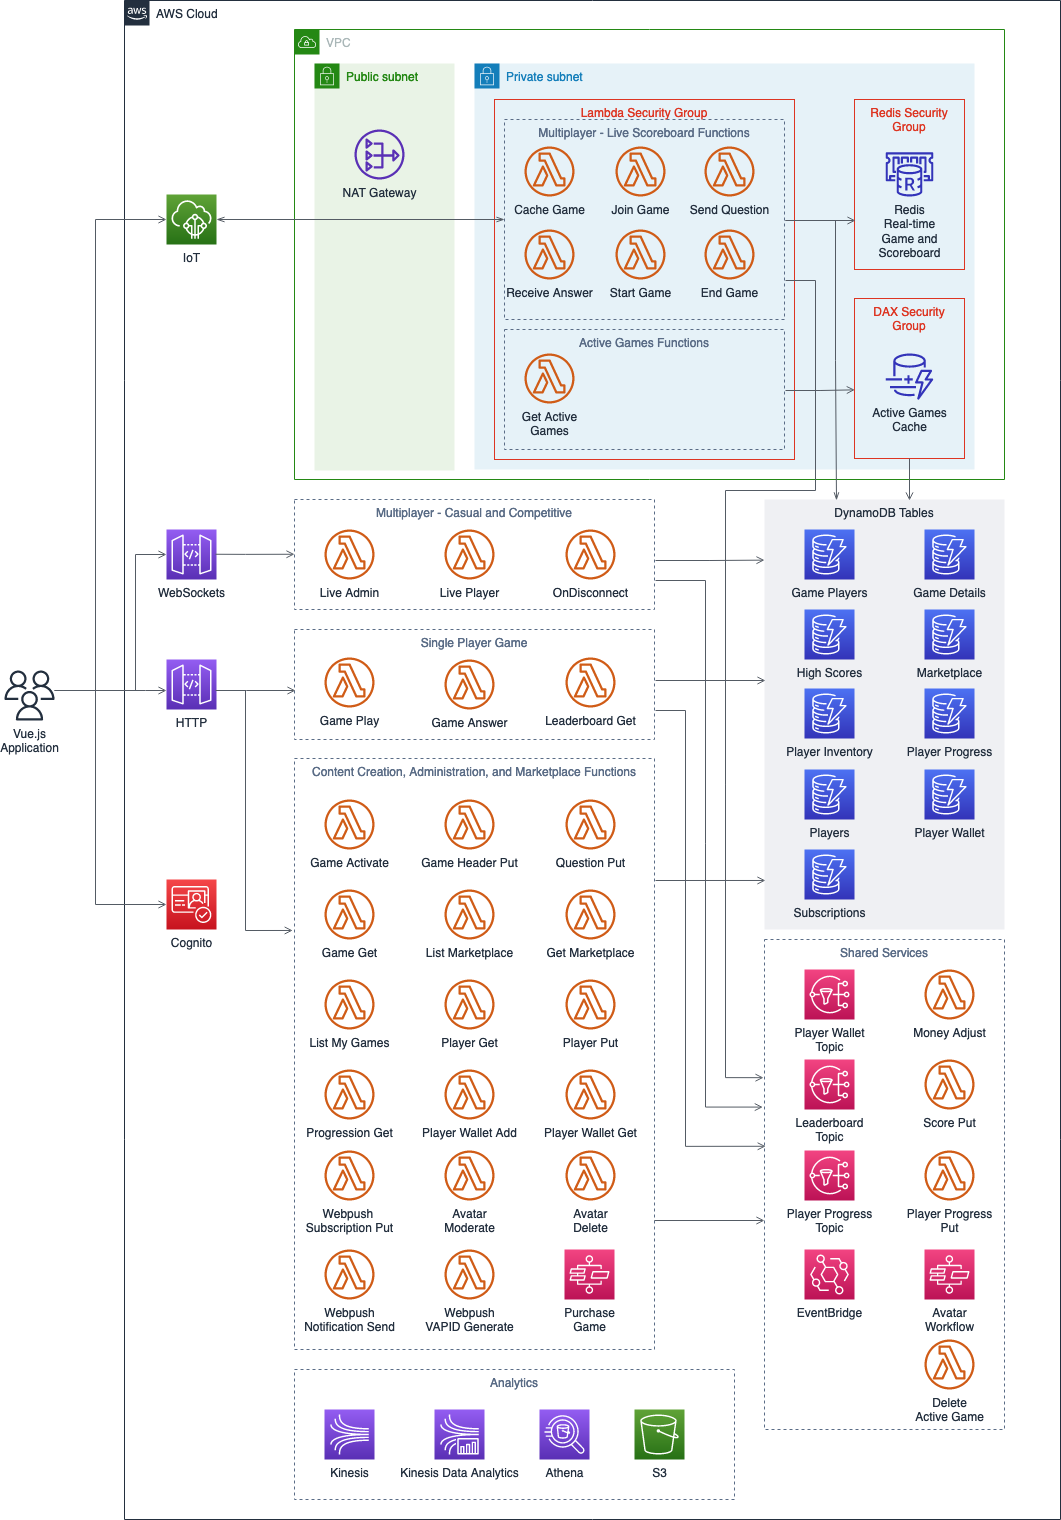 aws
AWS Cloud
VPC
Public subnet
Private subnet
NAT Gateway
Lambda Security Group
Multiplayer - Live Scoreboard Functions
Cache Game
Join Game
Send Question
Receive Answer
Start Game
End Game
Active Games Functions
Get Active
Games
Redis Security
Group
R
Redis
Real-time
Game and
Scoreboard
DAX Security
Group
Active Games
Cache
IoT
WebSockets
HTTP
Vue.js
Application
Cognito
Multiplayer - Casual and Competitive
Live Admin
Live Player
OnDisconnect
Single Player Game
Game Play
Game Answer
Leaderboard Get
Content Creation, Administration, and Marketplace Functions
Game Activate
Game Header Put
Question Put
Game Get
List Marketplace
Get Marketplace
List My Games
Player Get
Player Put
Progression Get
Player Wallet Add
Player Wallet Get
Webpush
Subscription Put
Avatar
Moderate
Avatar
Delete
Webpush
Notification Send
Webpush
VAPID Generate
Purchase
Game
DynamoDB Tables
Game Players
Game Details
High Scores
Marketplace
Player Inventory
Player Progress
Players
Player Wallet
Subscriptions
Shared Services
Player Wallet
Topic
Money Adjust
Leaderboard
Topic
Score Put
Player Progress
Topic
Player Progress
Put
EventBridge
Avatar
Workflow
Delete
Active Game
Analytics
Kinesis
Kinesis Data Analytics
Athena
S3